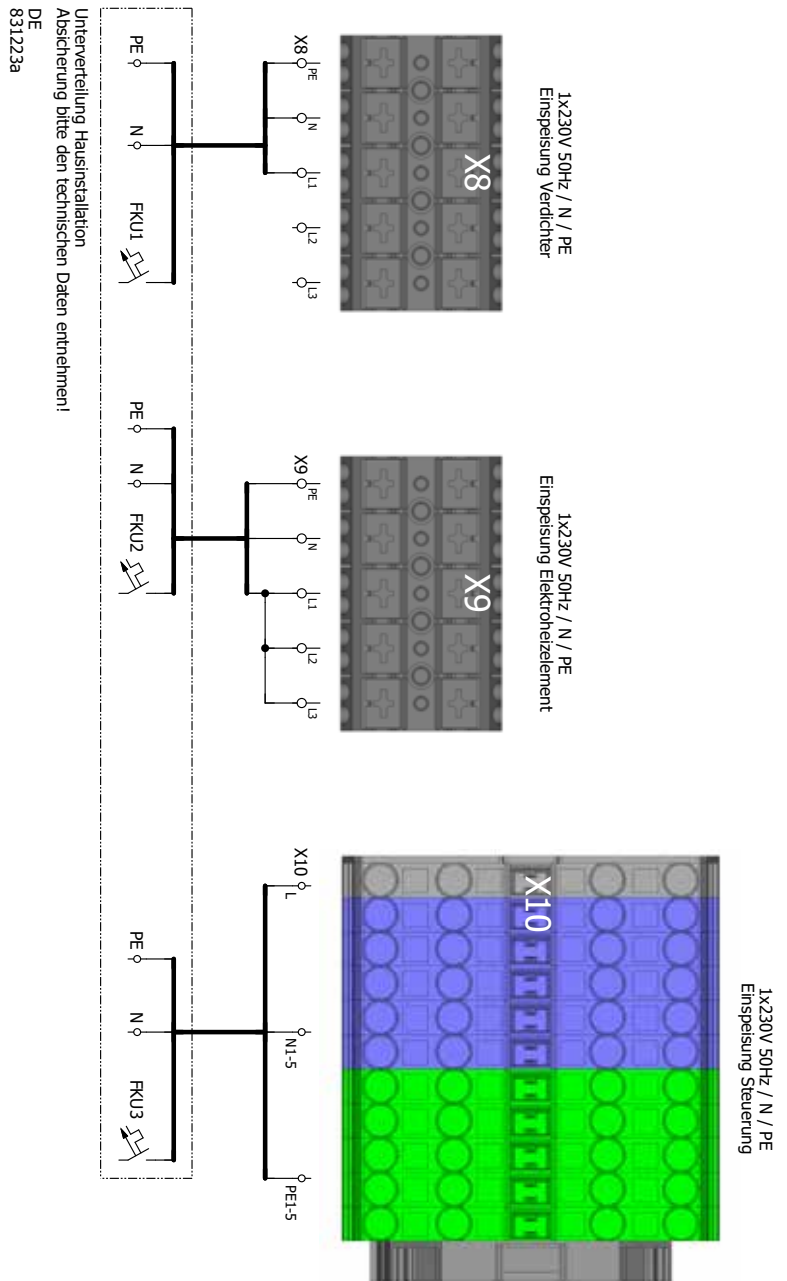 1x230V 50Hz / N / PE
Einspeisung Verdichter
X8
X8
PE
N
L1
L2
L3
PE
N
FKU1
1x230V 50Hz / N / PE
Einspeisung Elektroheizelement
X9
X9
PE
N
L1
L2
L3
PE
N
FKU2
1x230V 50Hz / N / PE
Einspeisung Steuerung
X10
X10
L
N1-5
PE1-5
PE
N
FKU3
Unterverteilung Hausinstallation
Absicherung bitte den technischen Daten entnehmen!
DE
831223a